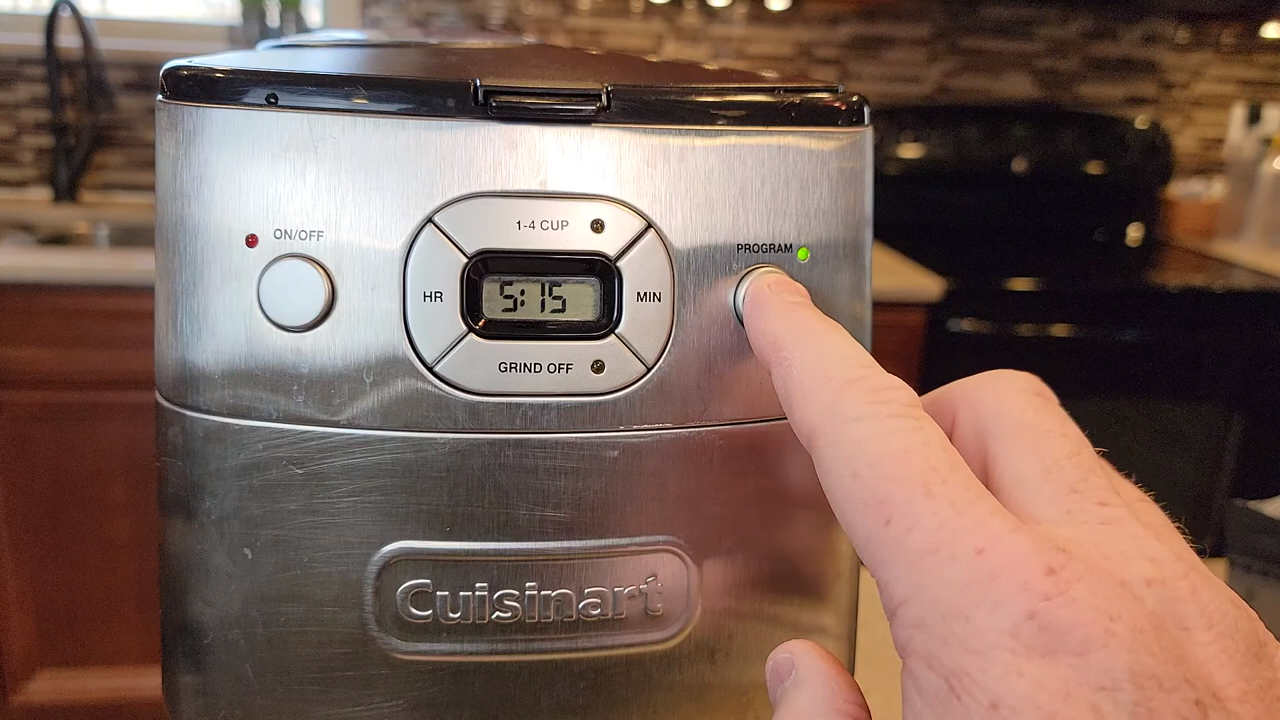 ON/OFF
1-4 CUP
PROGRAM
HR
5:15
MIN
GRIND OFF
Cuisinart